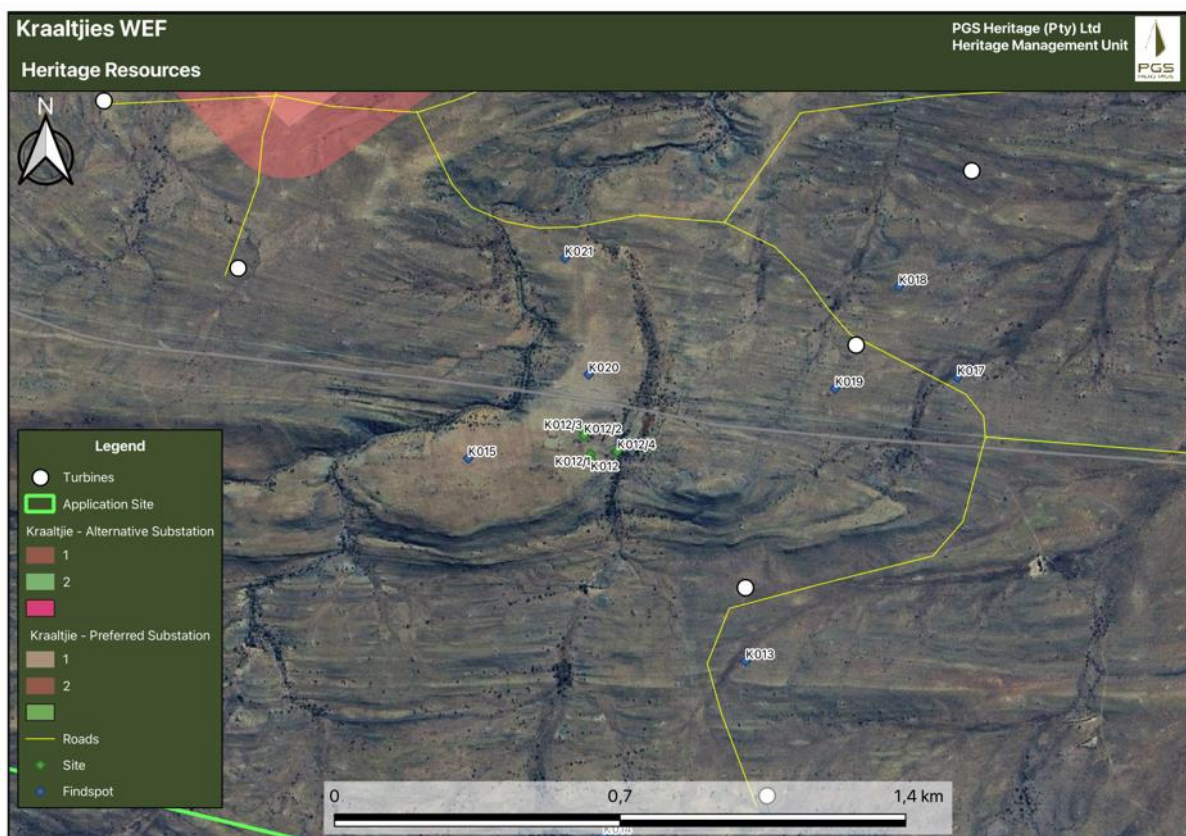 Kraaltjies WEF
Heritage Resources
PGS Heritage (Pty) Ltd
Heritage Management Unit
PGS
N
K021
K018
K020
K017
K019
K012/3
K012/2
K012/4
K015
K012/1
K012
K013
Legend
Turbines
Application Site
Kraaltjie - Alternative Substation
1
2
Kraaltjie - Preferred Substation
1
2
Roads
Site
Findspot
0
0,7
1,4 km
K014